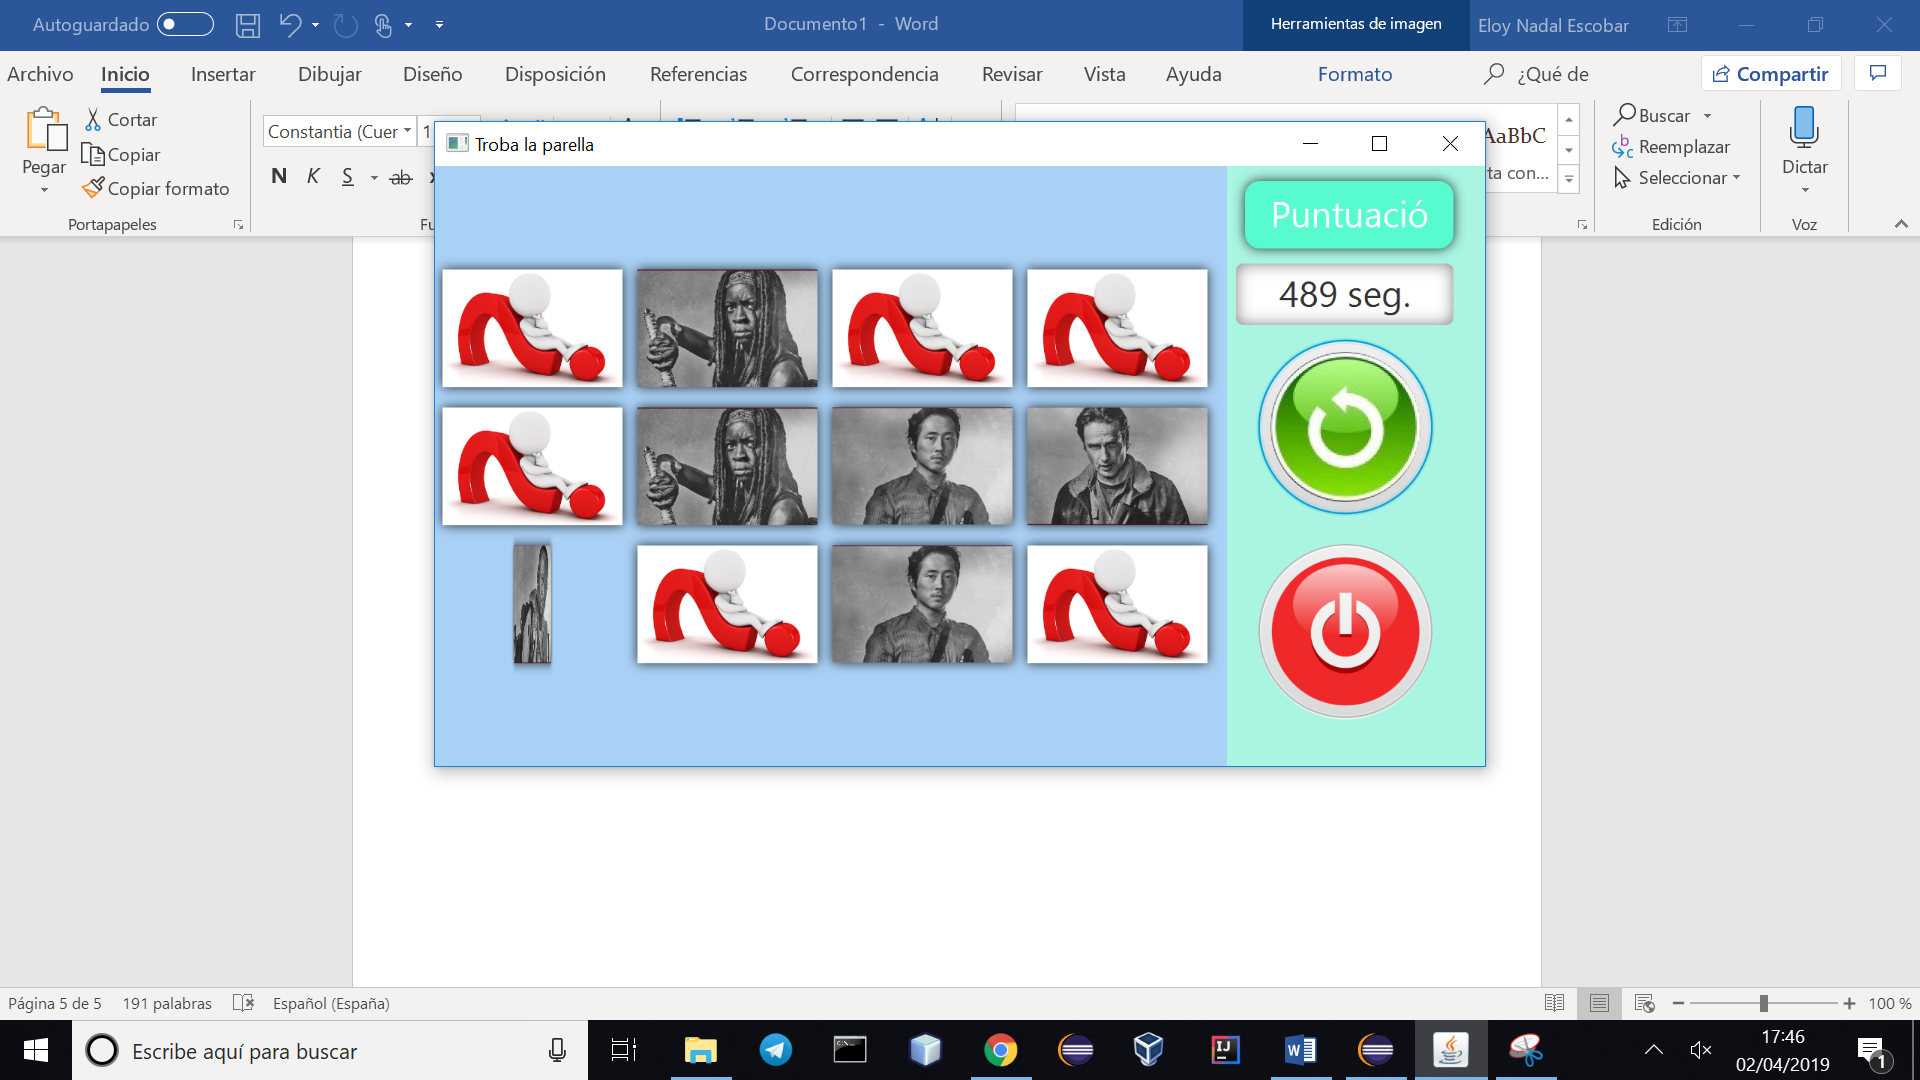 Autoguardado
Documento1 - Word
Herramientas de imagen
Eloy Nadal Escobar
Archivo Inicio Insertar Dibujar Diseño Disposición Referencias Correspondencia Revisar Vista Ayuda Formato ¿Qué de Compartir
Pegar
Cortar
Copiar
Copiar formato
Portapapeles
Constantia (Cuer
N K S ab
Troba la parella
Puntuació
489 seg.
AaBbC
ta con...
Buscar
Reemplazar
Seleccionar
Edición
Dictar
Voz
Página 5 de 5 191 palabras Español (España) 100 %
Escribe aquí para buscar
17:46
02/04/2019
1